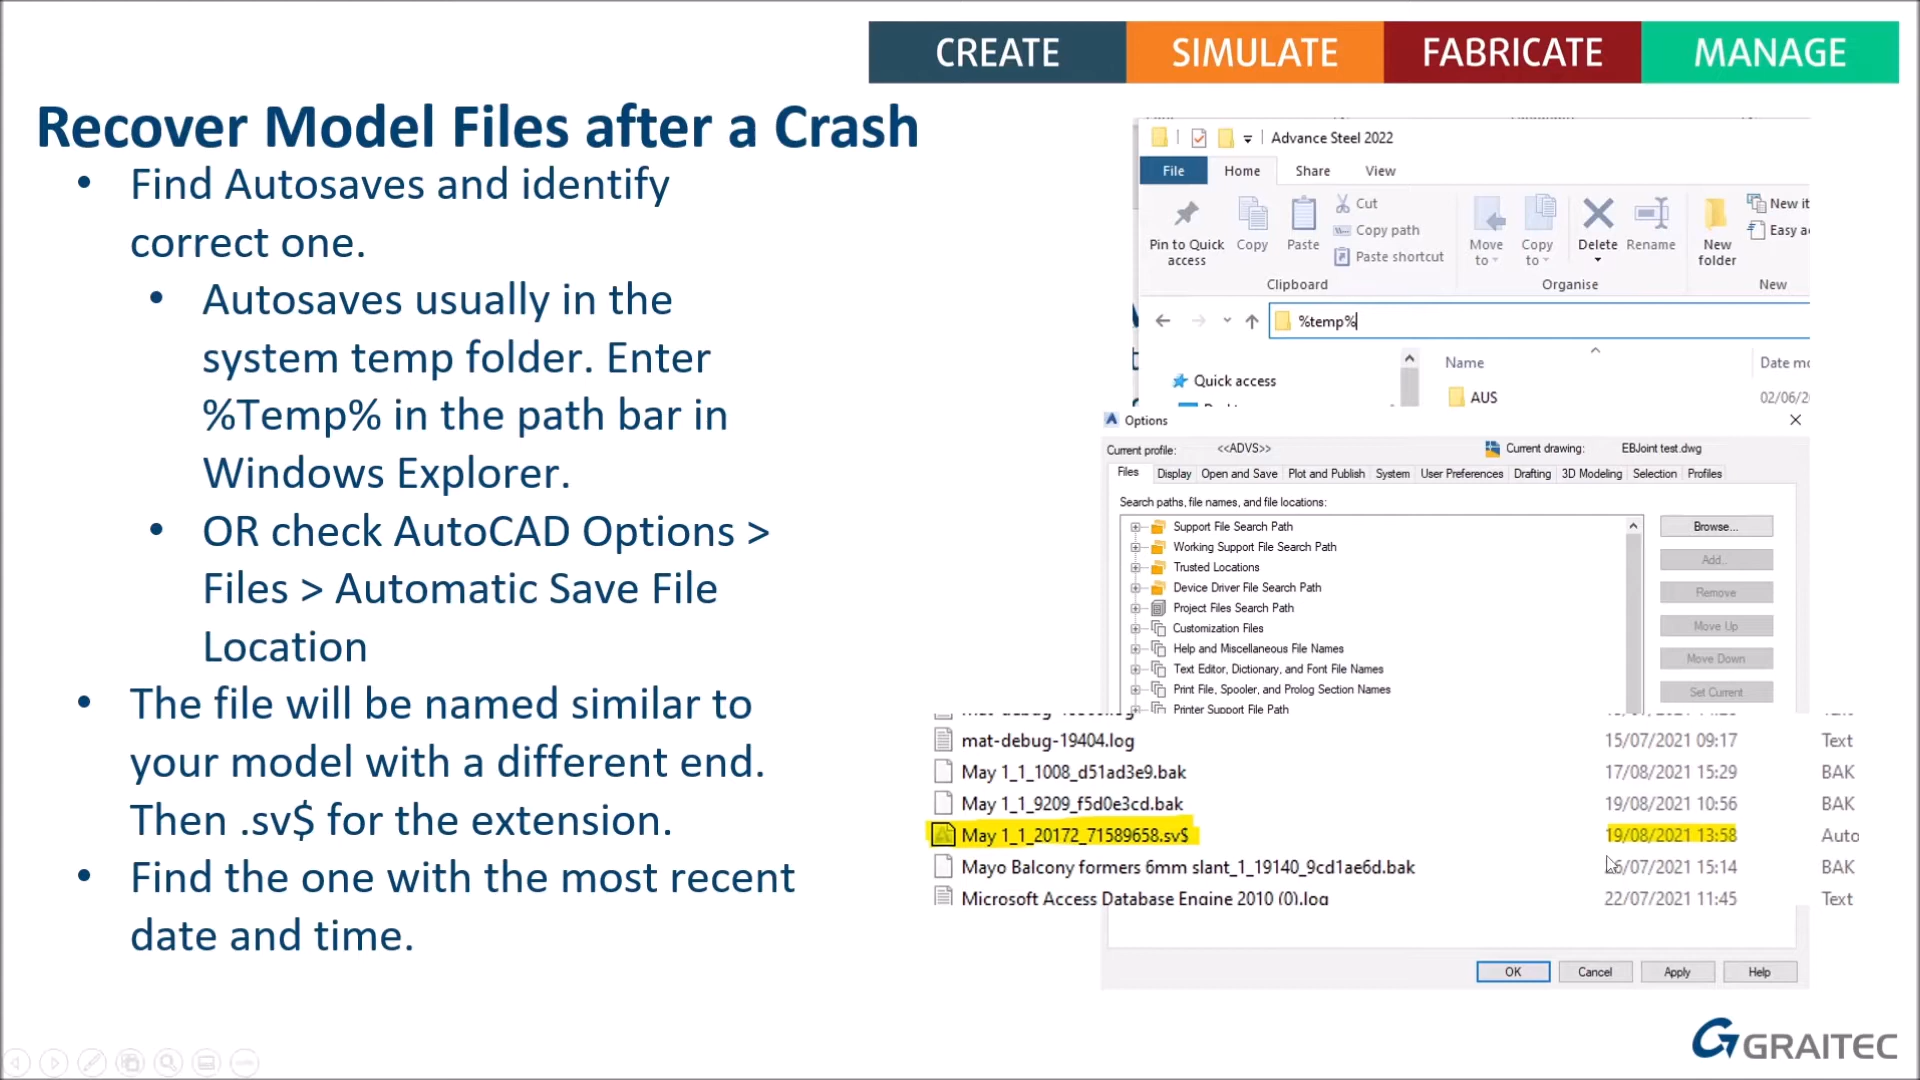 CREATE SIMULATE FABRICATE MANAGE
Recover Model Files after a Crash
• Find Autosaves and identify
correct one.
• Autosaves usually in the
system temp folder. Enter
%Temp% in the path bar in
Windows Explorer.
• OR check AutoCAD Options >
Files > Automatic Save File
Location
• The file will be named similar to
your model with a different end.
Then .sv$ for the extension.
• Find the one with the most recent
date and time.
Advance Steel 2022
File Home Share View
Pin to Quick
access
Copy
Paste
Cut
Copy path
Paste shortcut
Move
to
Copy
to
Delete
Rename
New
folder
New it
Easy a
Clipboard Organise New
%temp%
Quick access
Name Date mo
AUS 02/06/2
Options
Current profile: <<ADVS>> Current drawing: EBJoint test.dwg
Files Display Open and Save Plot and Publish System User Preferences Drafting 3D Modeling Selection Profiles
Search paths, file names, and file locations:
Support File Search Path
Working Support File Search Path
Trusted Locations
Device Driver File Search Path
Project Files Search Path
Customization Files
Help and Miscellaneous File Names
Text Editor, Dictionary, and Font File Names
Print File, Spooler, and Prolog Section Names
Printer Support File Path
Browse...
Add...
Remove
Move Up
Move Down
Set Current
mat-debug-19404.log 15/07/2021 09:17 Text
May 1_1_1008_d51ad3e9.bak 17/08/2021 15:29 BAK
May 1_1_9209_f5d0e3cd.bak 19/08/2021 10:56 BAK
May 1_1_20172_71589658.sv$ 19/08/2021 13:58 Auto
Mayo Balcony formers 6mm slant_1_19140_9cd1ae6d.bak /07/2021 15:14 BAK
Microsoft Access Database Engine 2010 (0).log 22/07/2021 11:45 Text
OK Cancel Apply Help
GRAITEC